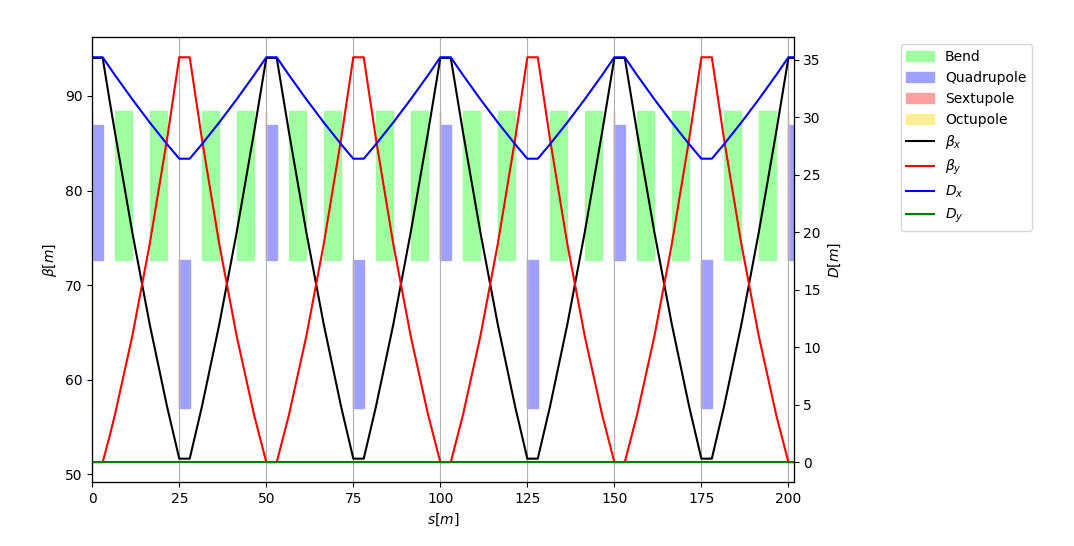 90
80
70
60
50
β[m]
35
30
25
20
15
10
5
0
D[m]
0 25 50 75 100 125 150 175 200
s[m]
Bend
Quadrupole
Sextupole
Octupole
βx
βy
Dx
Dy